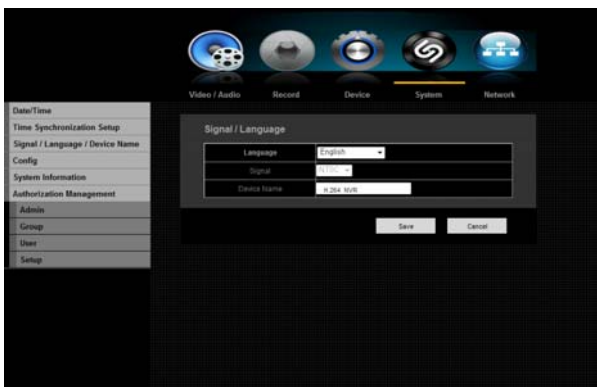 Video / Audio Record Device System Network
Date/Time
Time Synchronization Setup
Signal / Language / Device Name
Config
System Information
Authorization Management
Admin
Group
User
Setup
Signal / Language
Language English
Signal NTSC
Device Name H.264 NVR
Save Cancel